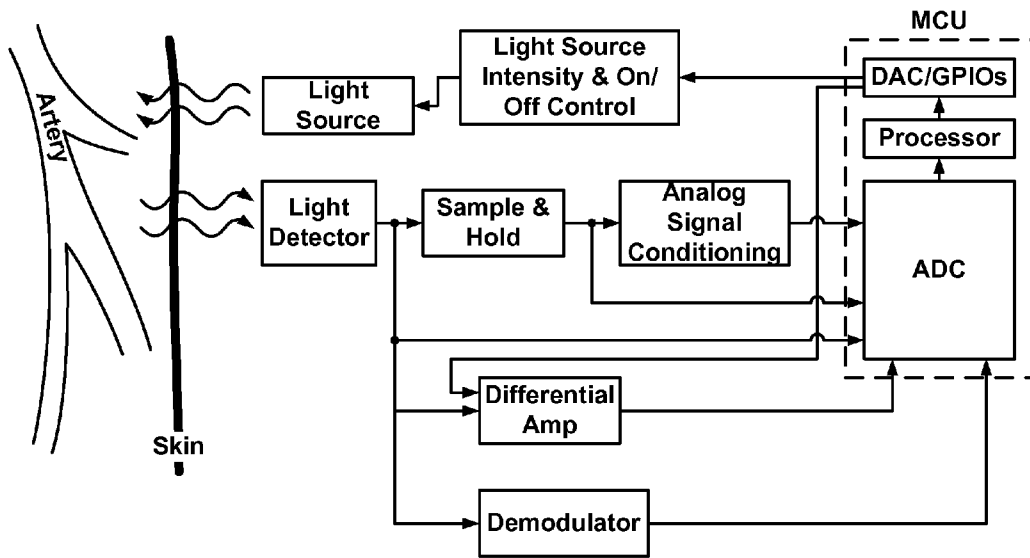 MCU
Light Source
Intensity & On/
Off Control
DAC/GPIOs
Light
Source
Processor
Artery
Light
Detector
Sample &
Hold
Analog
Signal
Conditioning
ADC
Differential
Amp
Skin
Demodulator